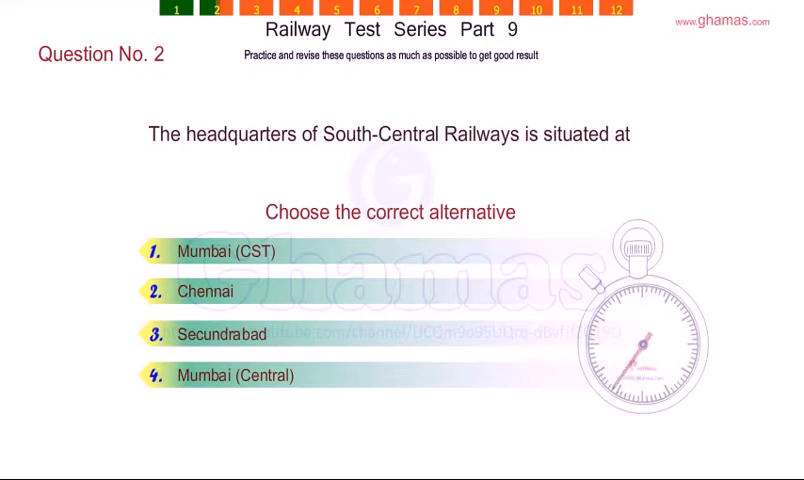 1 2 3 4 5 6 7 8 9 10 11 12
Railway Test Series Part 9
www.ghamas.com
Question No. 2
Practice and revise these questions as much as possible to get good result
The headquarters of South-Central Railways is situated at
G
Choose the correct alternative
1. Mumbai (CST)
Ghamas
2. Chennai
3. Secundrabad
4. Mumbai (Central)